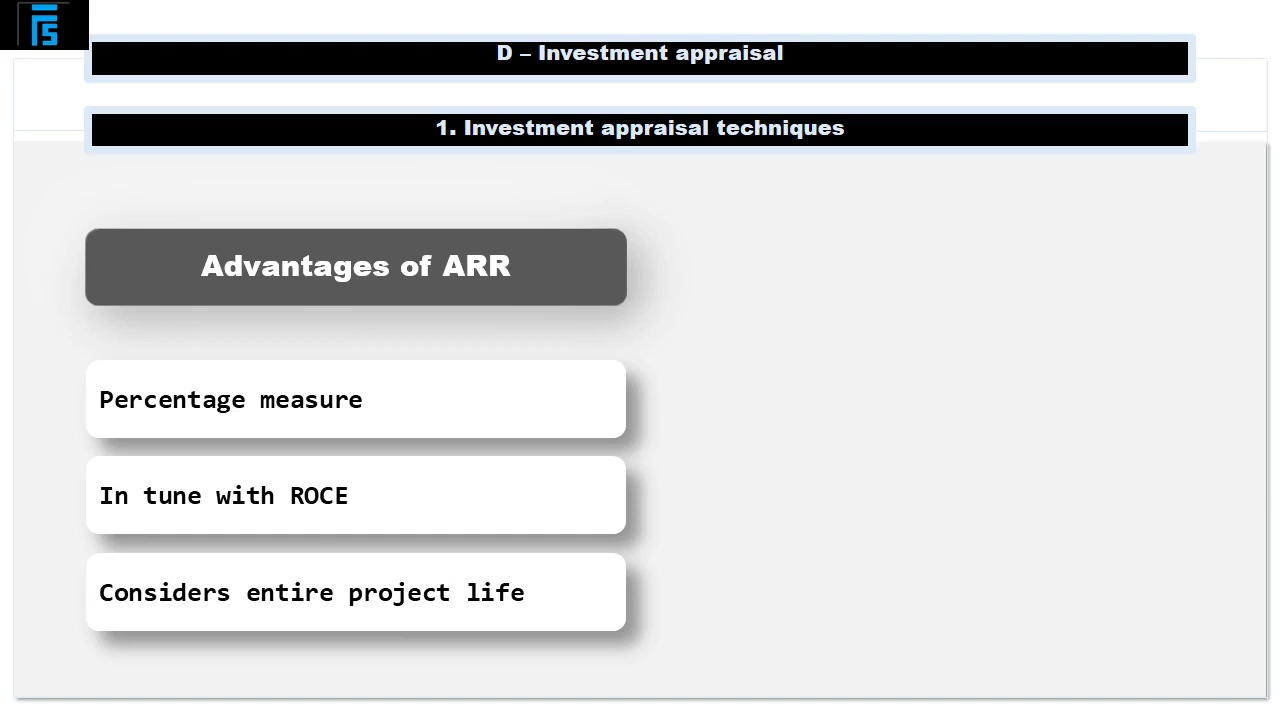 D – Investment appraisal
1. Investment appraisal techniques
Advantages of ARR
Percentage measure
In tune with ROCE
Considers entire project life